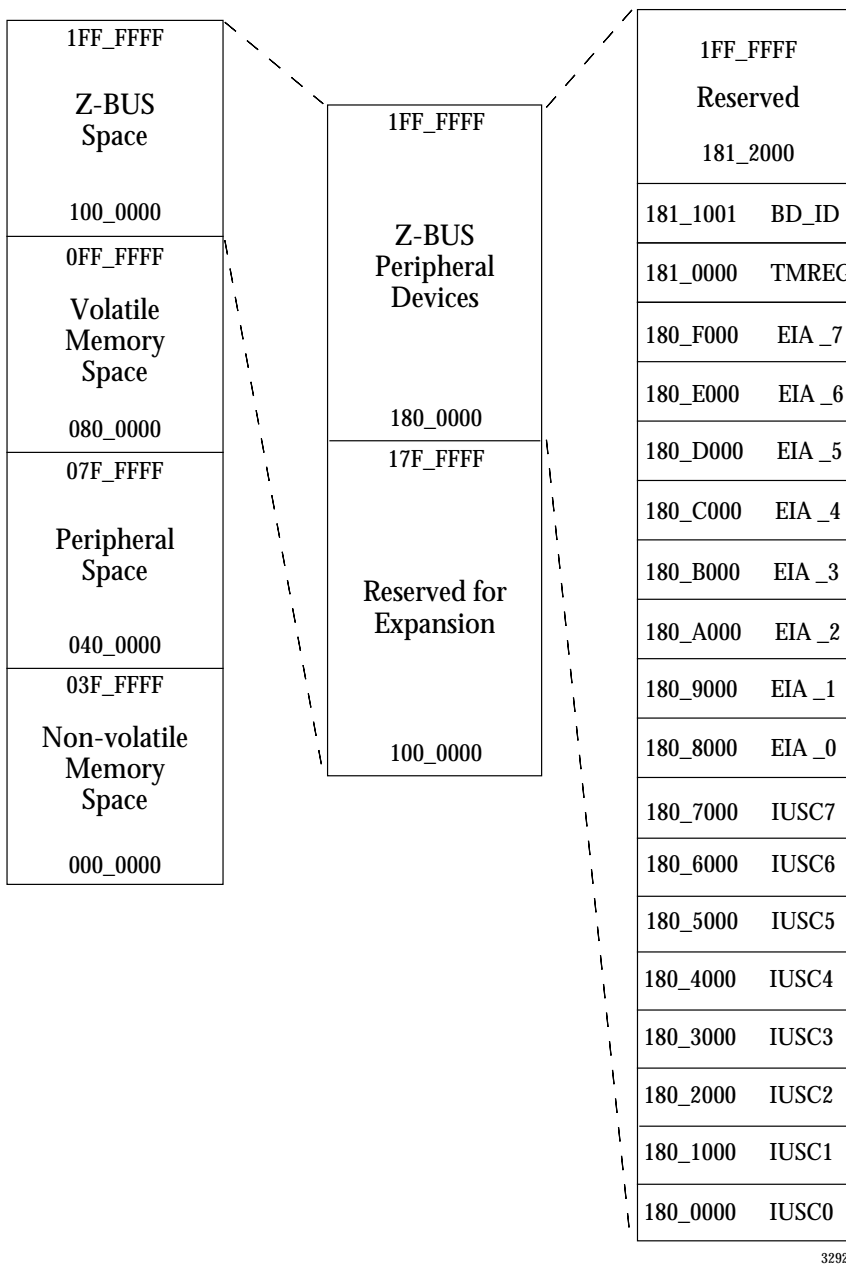 1FF_FFFF
Z-BUS
Space
100_0000
0FF_FFFF
Volatile
Memory
Space
080_0000
07F_FFFF
Peripheral
Space
040_0000
03F_FFFF
Non-volatile
Memory
Space
000_0000
1FF_FFFF
Z-BUS
Peripheral
Devices
180_0000
17F_FFFF
Reserved for
Expansion
100_0000
1FF_FFFF
Reserved
181_2000
181_1001 BD_ID
181_0000 TMREG
180_F000 EIA _7
180_E000 EIA _6
180_D000 EIA _5
180_C000 EIA _4
180_B000 EIA _3
180_A000 EIA _2
180_9000 EIA _1
180_8000 EIA _0
180_7000 IUSC7
180_6000 IUSC6
180_5000 IUSC5
180_4000 IUSC4
180_3000 IUSC3
180_2000 IUSC2
180_1000 IUSC1
180_0000 IUSC0
3292